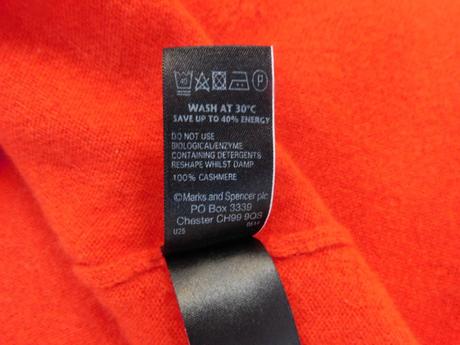 40 P
WASH AT 30°C
SAVE UP TO 40% ENERGY
DO NOT USE
BIOLOGICAL/ENZYME
CONTAINING DETERGENTS
RESHAPE WHILST DAMP
100% CASHMERE
©Marks and Spencer plc
PO Box 3339
Chester CH99 9QS
U25